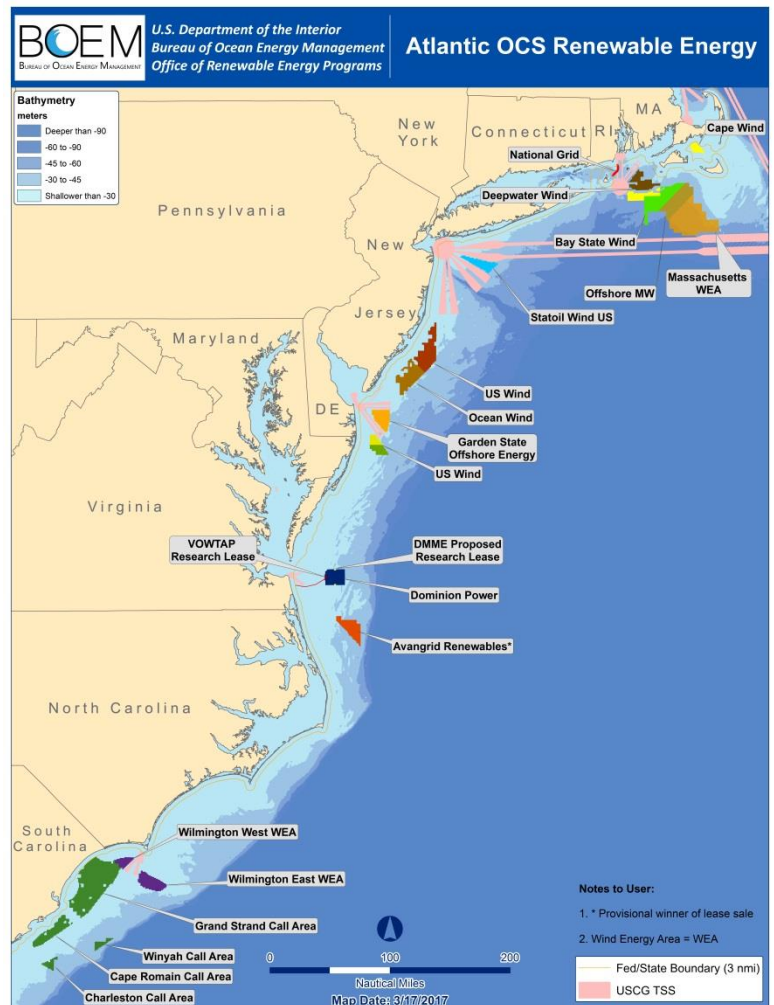 BOEM
BUREAU OF OCEAN ENERGY MANAGEMENT
U.S. Department of the Interior
Bureau of Ocean Energy Management
Office of Renewable Energy Programs
Atlantic OCS Renewable Energy
Bathymetry
meters
Deeper than -90
-60 to -90
-45 to -60
-30 to -45
Shallower than -30
MA
New
York
Connecticut
RI
Cape Wind
National Grid
Deepwater Wind
Pennsylvania
New
Jersey
Bay State Wind
Offshore MW
Massachusetts
WEA
Statoil Wind US
Maryland
DE
US Wind
Ocean Wind
Garden State
Offshore Energy
US Wind
Virginia
VOWTAP
Research Lease
DMME Proposed
Research Lease
Dominion Power
Avangrid Renewables*
North Carolina
South
Carolina
Wilmington West WEA
Wilmington East WEA
Grand Strand Call Area
Winyah Call Area
Cape Romain Call Area
Charleston Call Area
0
100
200
Nautical Miles
Map Date: 3/17/2017
Notes to User:
1. * Provisional winner of lease sale
2. Wind Energy Area = WEA
Fed/State Boundary (3 nmi)
USCG TSS